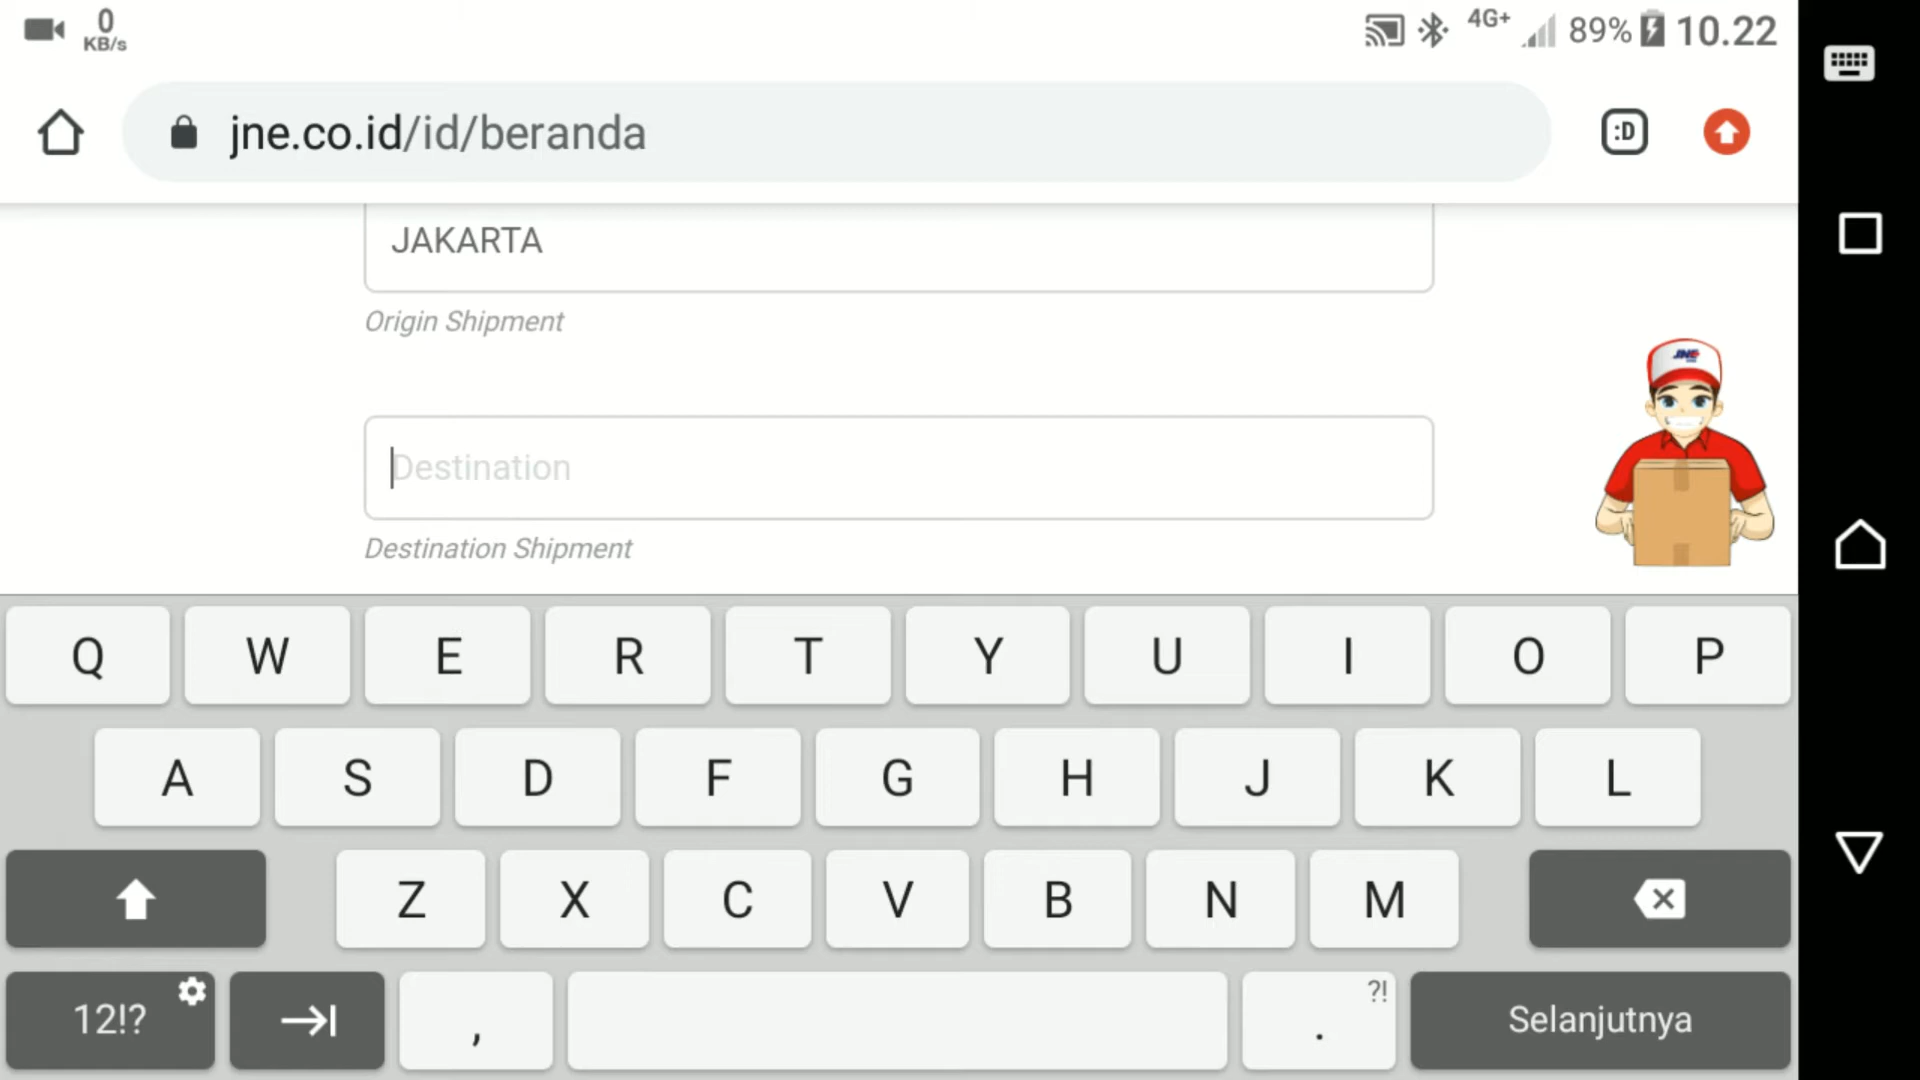 0
KB/s
4G+
89%
10.22
jne.co.id/id/beranda
:D
JAKARTA
Origin Shipment
JNE
Destination
Destination Shipment
Q W E R T Y U I O P
A S D F G H J K L
Z X C V B N M
12!?
,
?!
.
Selanjutnya